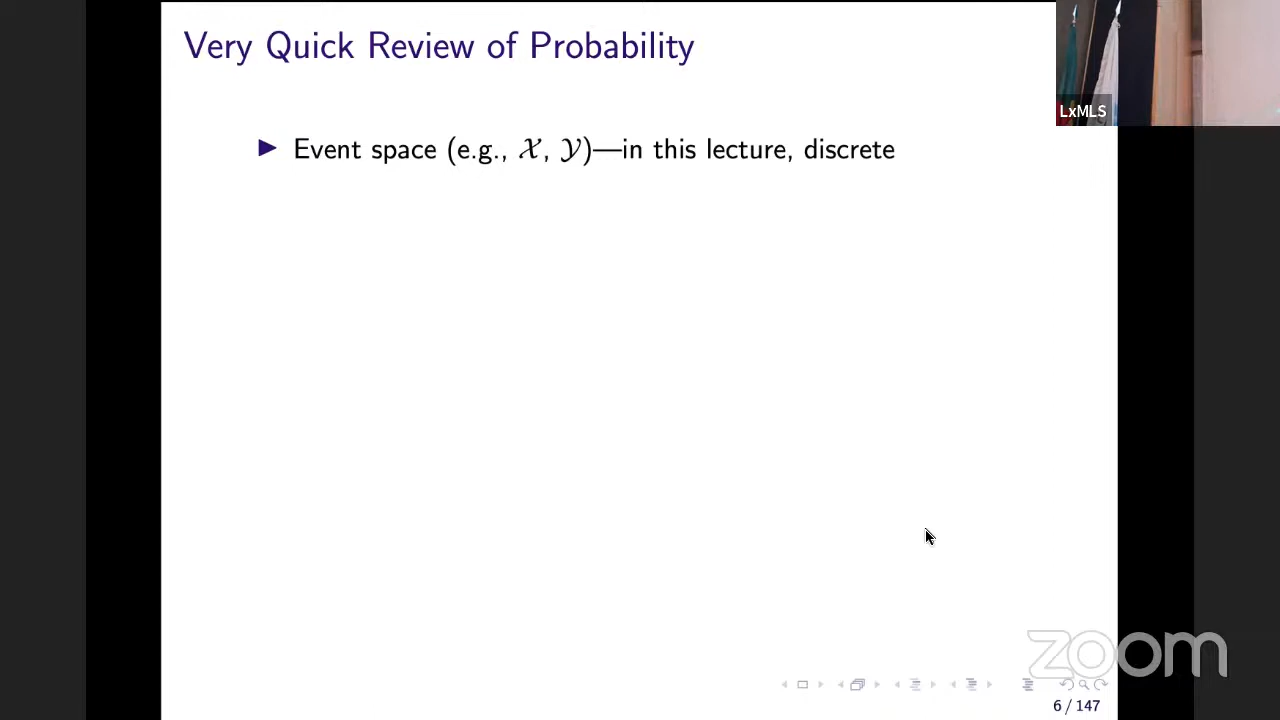 Very Quick Review of Probability
LxMLS
▶ Event space (e.g., 𝒳, 𝒴)—in this lecture, discrete
zoom
6 / 147